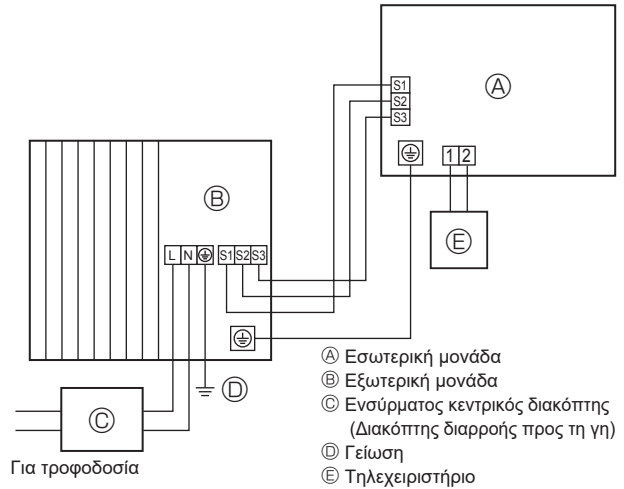 S1
S2
S3
Ⓐ
1 2
Ⓑ
Ⓔ
L N S1 S2 S3
Ⓓ
Ⓒ
Για τροφοδοσία
Ⓐ Εσωτερική μονάδα
Ⓑ Εξωτερική μονάδα
Ⓒ Ενσύρματος κεντρικός διακόπτης
(Διακόπτης διαρροής προς τη γη)
Ⓓ Γείωση
Ⓔ Τηλεχειριστήριο